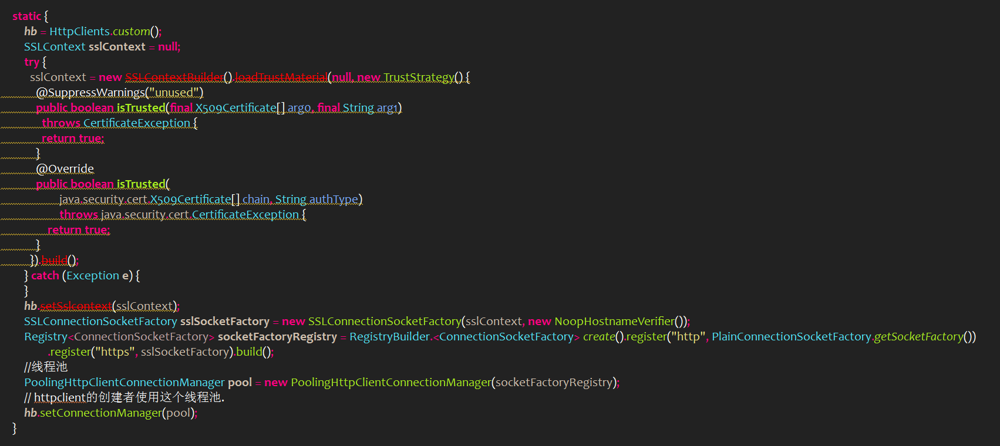 static {
hb = HttpClients.custom();
SSLContext sslContext = null;
try {
sslContext = new SSLContextBuilder().loadTrustMaterial(null, new TrustStrategy() {
@SuppressWarnings("unused")
public boolean isTrusted(final X509Certificate[] arg0, final String arg1)
throws CertificateException {
return true;
}
@Override
public boolean isTrusted(
java.security.cert.X509Certificate[] chain, String authType)
throws java.security.cert.CertificateException {
return true;
}
}).build();
} catch (Exception e) {
}
hb.setSslcontext(sslContext);
SSLConnectionSocketFactory sslSocketFactory = new SSLConnectionSocketFactory(sslContext, new NoopHostnameVerifier());
Registry<ConnectionSocketFactory> socketFactoryRegistry = RegistryBuilder.<ConnectionSocketFactory> create().register("http", PlainConnectionSocketFactory.getSocketFactory())
.register("https", sslSocketFactory).build();
//线程池
PoolingHttpClientConnectionManager pool = new PoolingHttpClientConnectionManager(socketFactoryRegistry);
// httpclient的创建者使用这个线程池.
hb.setConnectionManager(pool);
}